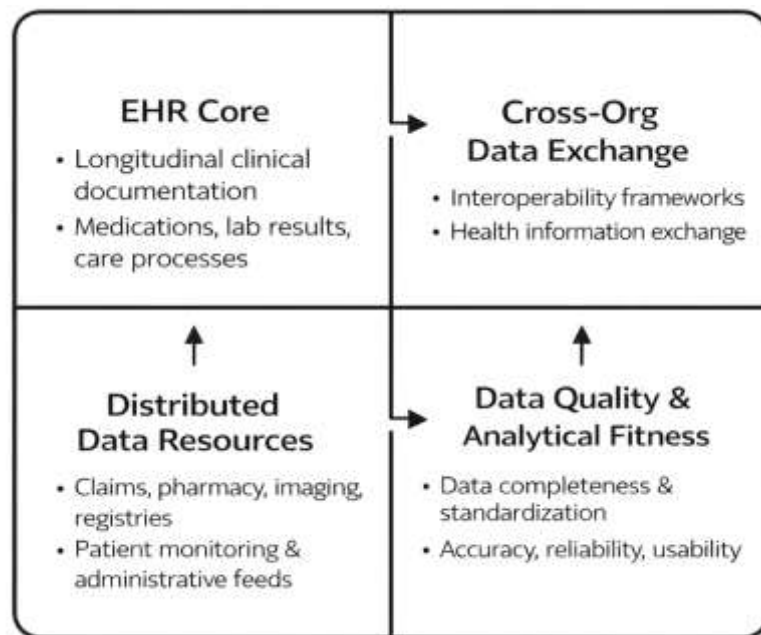 EHR Core
• Longitudinal clinical
documentation
• Medications, lab results,
care processes
Cross-Org
Data Exchange
• Interoperability frameworks
• Health information exchange
Distributed
Data Resources
• Claims, pharmacy, imaging,
registries
• Patient monitoring &
administrative feeds
Data Quality &
Analytical Fitness
• Data completeness &
standardization
• Accuracy, reliability, usability